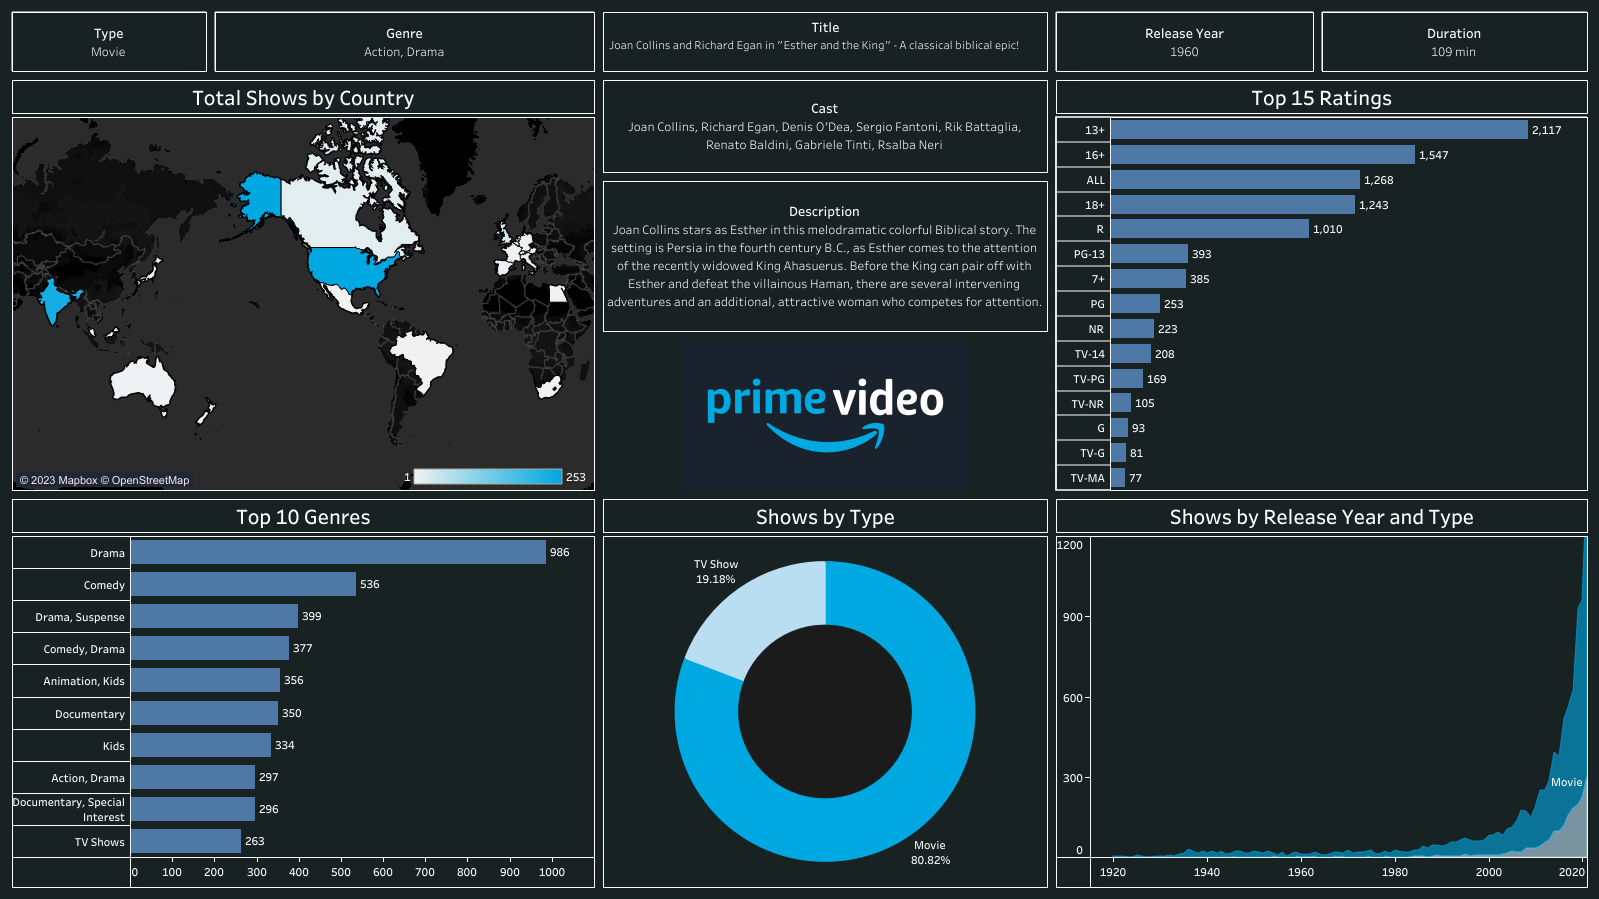 Type
Movie
Genre
Action, Drama
Title
Joan Collins and Richard Egan in "Esther and the King" - A classical biblical epic!
Release Year
1960
Duration
109 min
Total Shows by Country
© 2023 Mapbox © OpenStreetMap
1
253
Cast
Joan Collins, Richard Egan, Denis O'Dea, Sergio Fantoni, Rik Battaglia,
Renato Baldini, Gabriele Tinti, Rsalba Neri
Description
Joan Collins stars as Esther in this melodramatic colorful Biblical story. The
setting is Persia in the fourth century B.C., as Esther comes to the attention
of the recently widowed King Ahasuerus. Before the King can pair off with
Esther and defeat the villainous Haman, there are several intervening
adventures and an additional, attractive woman who competes for attention.
prime video
Top 15 Ratings
13+ 2,117
16+ 1,547
ALL 1,268
18+ 1,243
R 1,010
PG-13 393
7+ 385
PG 253
NR 223
TV-14 208
TV-PG 169
TV-NR 105
G 93
TV-G 81
TV-MA 77
Top 10 Genres
Drama 986
Comedy 536
Drama, Suspense 399
Comedy, Drama 377
Animation, Kids 356
Documentary 350
Kids 334
Action, Drama 297
Documentary, Special
Interest 296
TV Shows 263
0 100 200 300 400 500 600 700 800 900 1000
Shows by Type
TV Show
19.18%
Movie
80.82%
Shows by Release Year and Type
1200
900
600
300
0
Movie
1920 1940 1960 1980 2000 2020